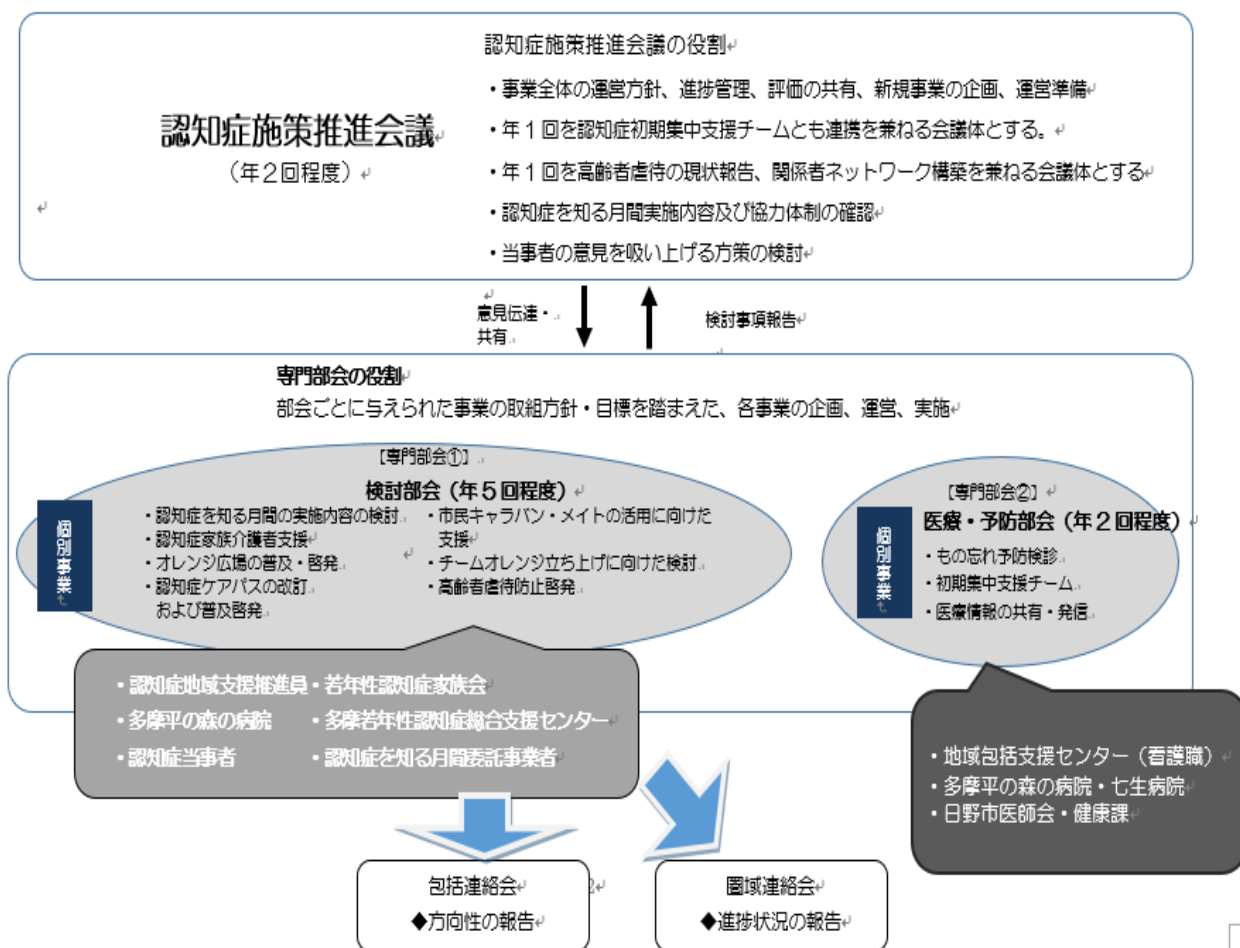 認知症施策推進会議
（年２回程度）
認知症施策推進会議の役割
・事業全体の運営方針、進捗管理、評価の共有、新規事業の企画、運営準備
・年１回を認知症初期集中支援チームとも連携を兼ねる会議体とする。
・年１回を高齢者虐待の現状報告、関係者ネットワーク構築を兼ねる会議体とする
・認知症を知る月間実施内容及び協力体制の確認
・当事者の意見を吸い上げる方策の検討
意見伝達・
共有
検討事項報告
専門部会の役割
部会ごとに与えられた事業の取組方針・目標を踏まえた、各事業の企画、運営、実施
【専門部会①】
検討部会（年５回程度）
個別事業
・認知症を知る月間の実施内容の検討
・認知症家族介護者支援
・オレンジ広場の普及・啓発
・認知症ケアパスの改訂
および普及啓発
・市民キャラバン・メイトの活用に向けた
支援
・チームオレンジ立ち上げに向けた検討
・高齢者虐待防止啓発
【専門部会②】
医療・予防部会（年２回程度）
個別事業
・もの忘れ予防検診
・初期集中支援チーム
・医療情報の共有・発信
・認知症地域支援推進員・若年性認知症家族会
・多摩平の森の病院　・多摩若年性認知症総合支援センター
・認知症当事者　・認知症を知る月間委託事業者
・地域包括支援センター（看護職）
・多摩平の森の病院・七生病院
・日野市医師会・健康課
包括連絡会
◆方向性の報告
圏域連絡会
◆進捗状況の報告